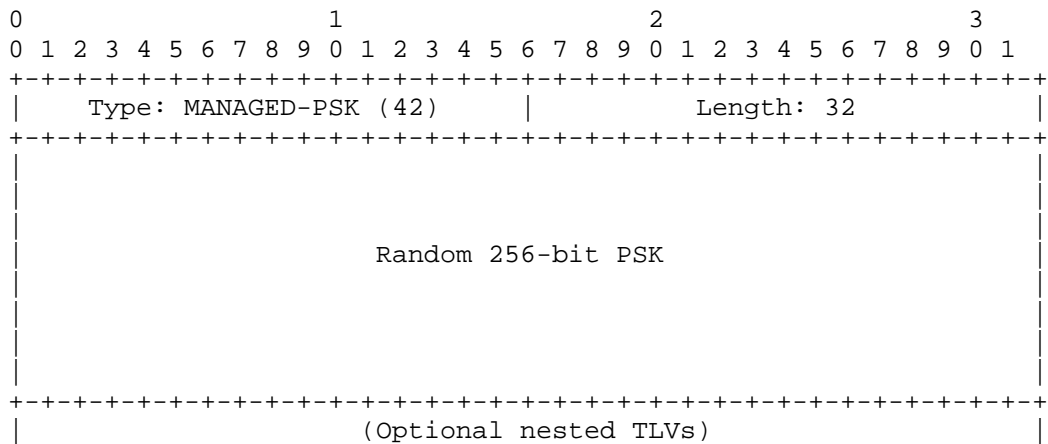 0                   1                   2                   3
0 1 2 3 4 5 6 7 8 9 0 1 2 3 4 5 6 7 8 9 0 1 2 3 4 5 6 7 8 9 0 1
+-+-+-+-+-+-+-+-+-+-+-+-+-+-+-+-+-+-+-+-+-+-+-+-+-+-+-+-+-+-+-+-+
|    Type: MANAGED-PSK (42)     |          Length: 32           |
+-+-+-+-+-+-+-+-+-+-+-+-+-+-+-+-+-+-+-+-+-+-+-+-+-+-+-+-+-+-+-+-+
|                                                               |
|                                                               |
|                                                               |
|                      Random 256-bit PSK                       |
|                                                               |
|                                                               |
|                                                               |
|                                                               |
+-+-+-+-+-+-+-+-+-+-+-+-+-+-+-+-+-+-+-+-+-+-+-+-+-+-+-+-+-+-+-+-+
|                     (Optional nested TLVs)                    |